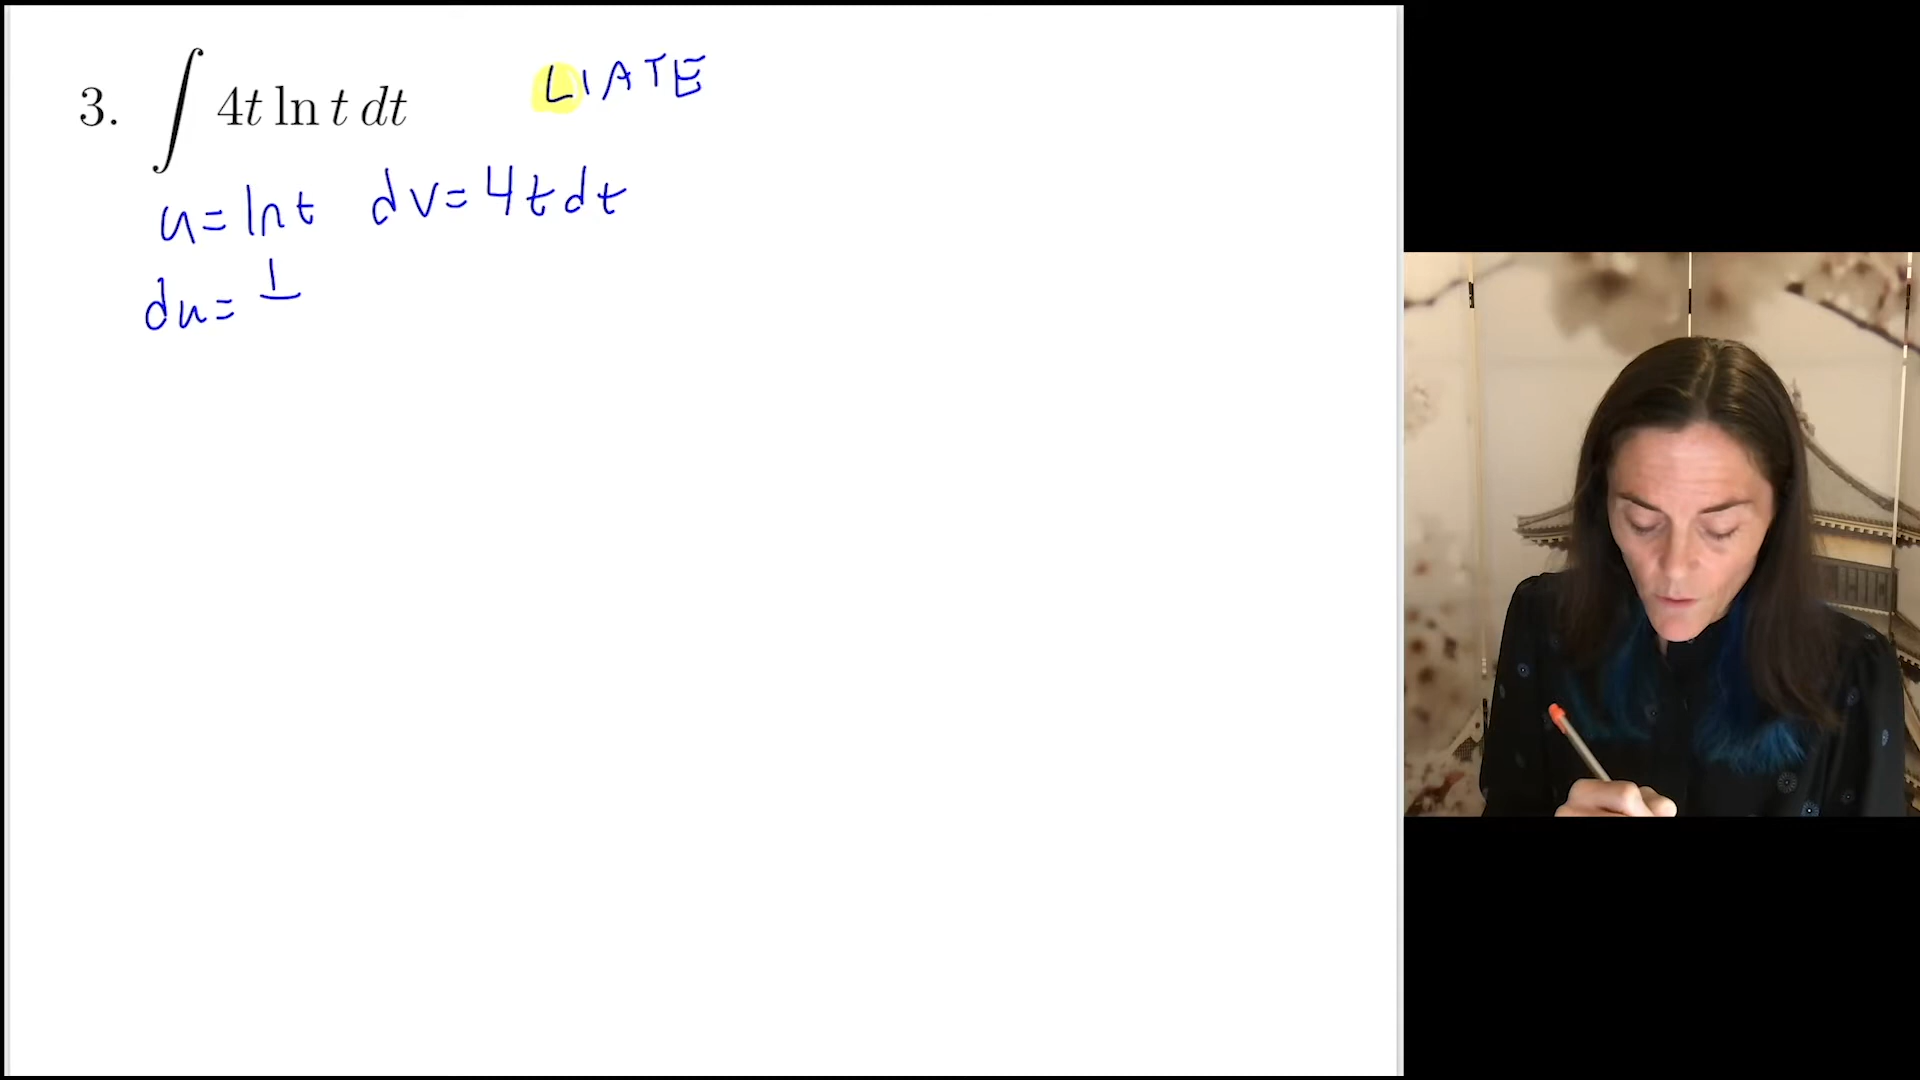 3. ∫ 4t ln t dt LIATE
u = ln t dv = 4t dt
du = 1